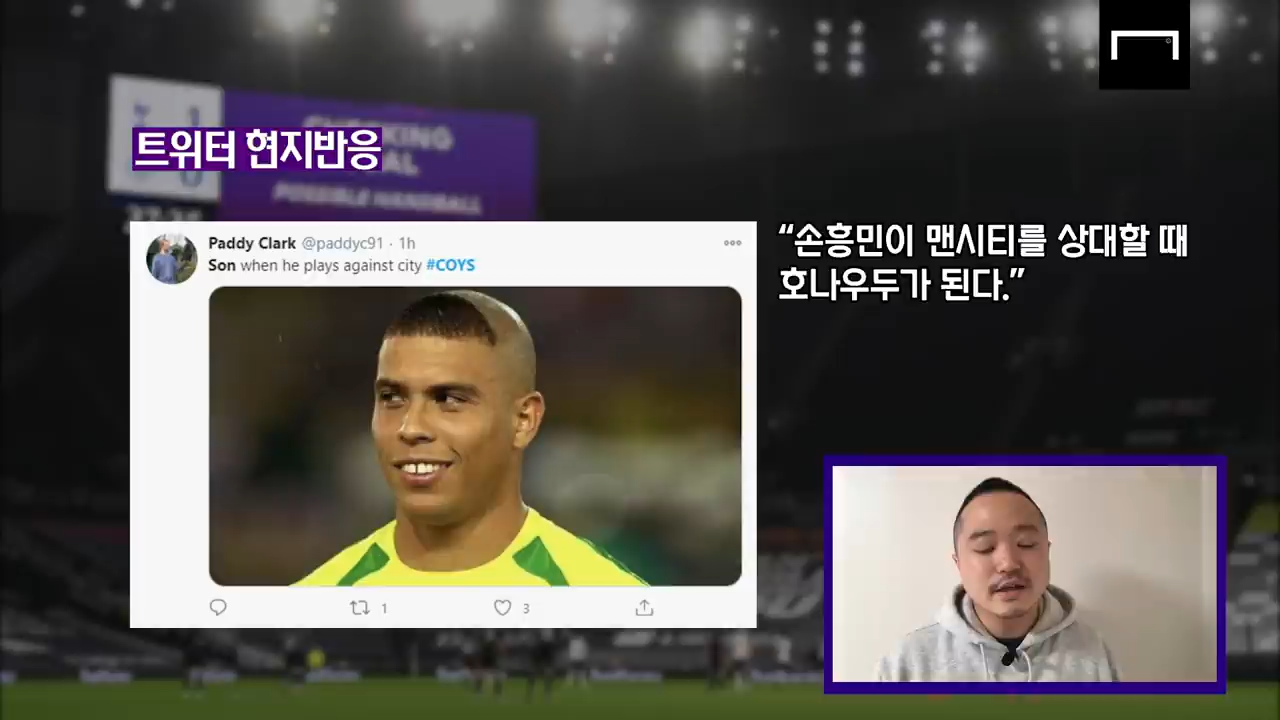 트위터 현지반응
Paddy Clark @paddyc91 · 1h
Son when he plays against city #COYS
1
3
“손흥민이 맨시티를 상대할 때
호나우두가 된다.”
POSSIBLE HANDBALL